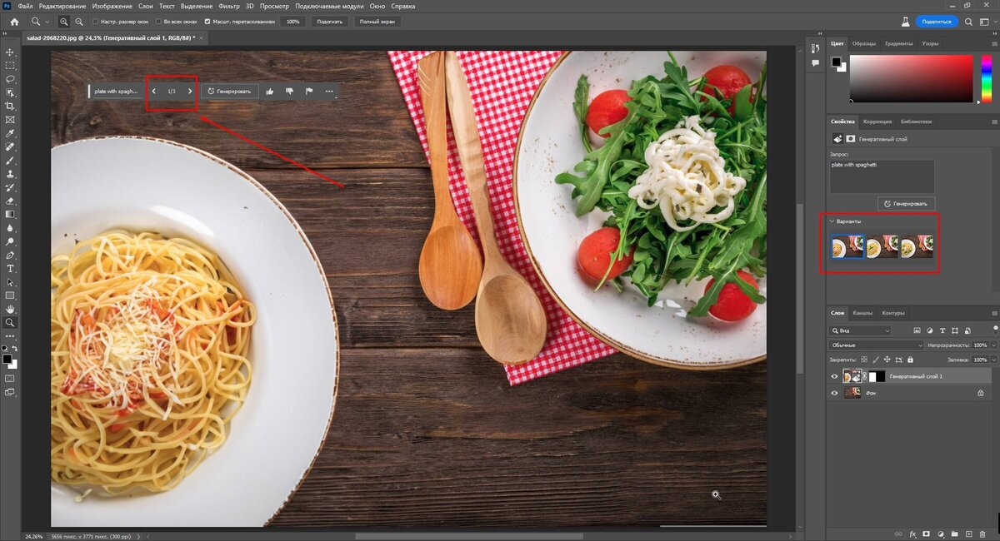 Ps Файл Редактирование Изображение Слои Текст Выделение Фильтр 3D Просмотр Подключаемые модули Окно Справка
Настр. размер окон Во всех окнах Масшт. перетаскиванием 100% Подогнать Полный экран Поделиться
salad-2068220.jpg @ 24,3% (Генеративный слой 1, RGB/8#) * ×
plate with spagh... 1/3 Генерировать
Цвет Образцы Градиенты Узоры
Свойства Коррекция Библиотеки
Генеративный слой
Запрос:
plate with spaghetti
Генерировать
Варианты
Слои Каналы Контуры
Вид
Обычные Непрозрачность: 100%
Закрепить: Заливка: 100%
Генеративный слой 1
Фон
24,26% 5656 пикс. x 3771 пикс. (300 ppi)